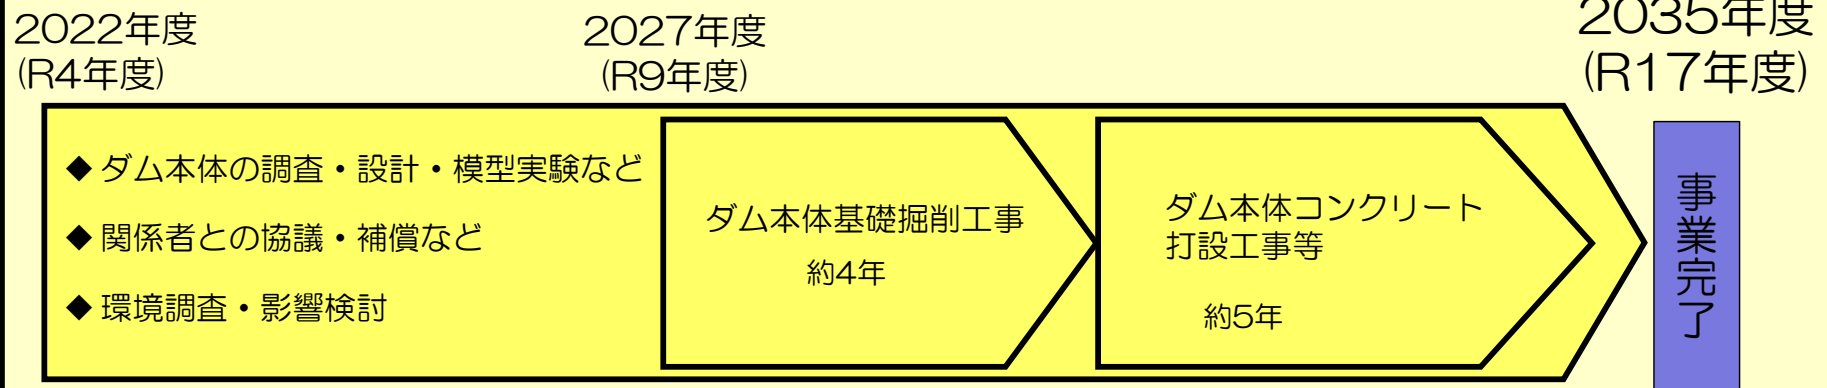 2022年度
(R4年度)
2027年度
(R9年度)
2035年度
(R17年度)
◆ ダム本体の調査・設計・模型実験など
◆ 関係者との協議・補償など
◆ 環境調査・影響検討
ダム本体基礎掘削工事
約4年
ダム本体コンクリート
打設工事等
約5年
事業完了